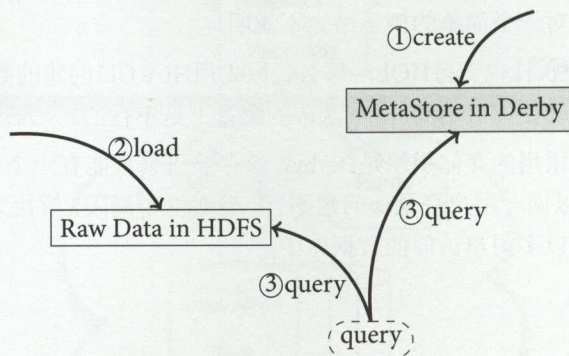 ①create
MetaStore in Derby
②load
③query
Raw Data in HDFS
③query
query